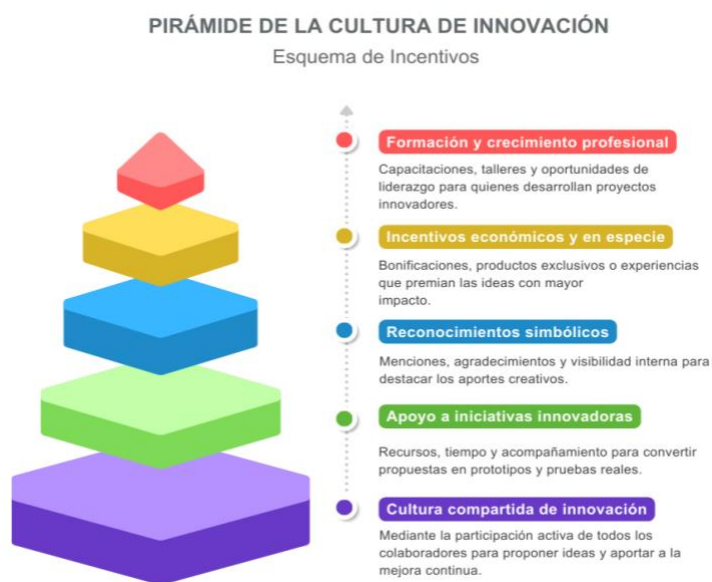 PIRÁMIDE DE LA CULTURA DE INNOVACIÓN
Esquema de Incentivos
Formación y crecimiento profesional
Capacitaciones, talleres y oportunidades de
liderazgo para quienes desarrollan proyectos
innovadores.
Incentivos económicos y en especie
Bonificaciones, productos exclusivos o experiencias
que premian las ideas con mayor
impacto.
Reconocimientos simbólicos
Menciones, agradecimientos y visibilidad interna para
destacar los aportes creativos.
Apoyo a iniciativas innovadoras
Recursos, tiempo y acompañamiento para convertir
propuestas en prototipos y pruebas reales.
Cultura compartida de innovación
Mediante la participación activa de todos los
colaboradores para proponer ideas y aportar a la
mejora continua.